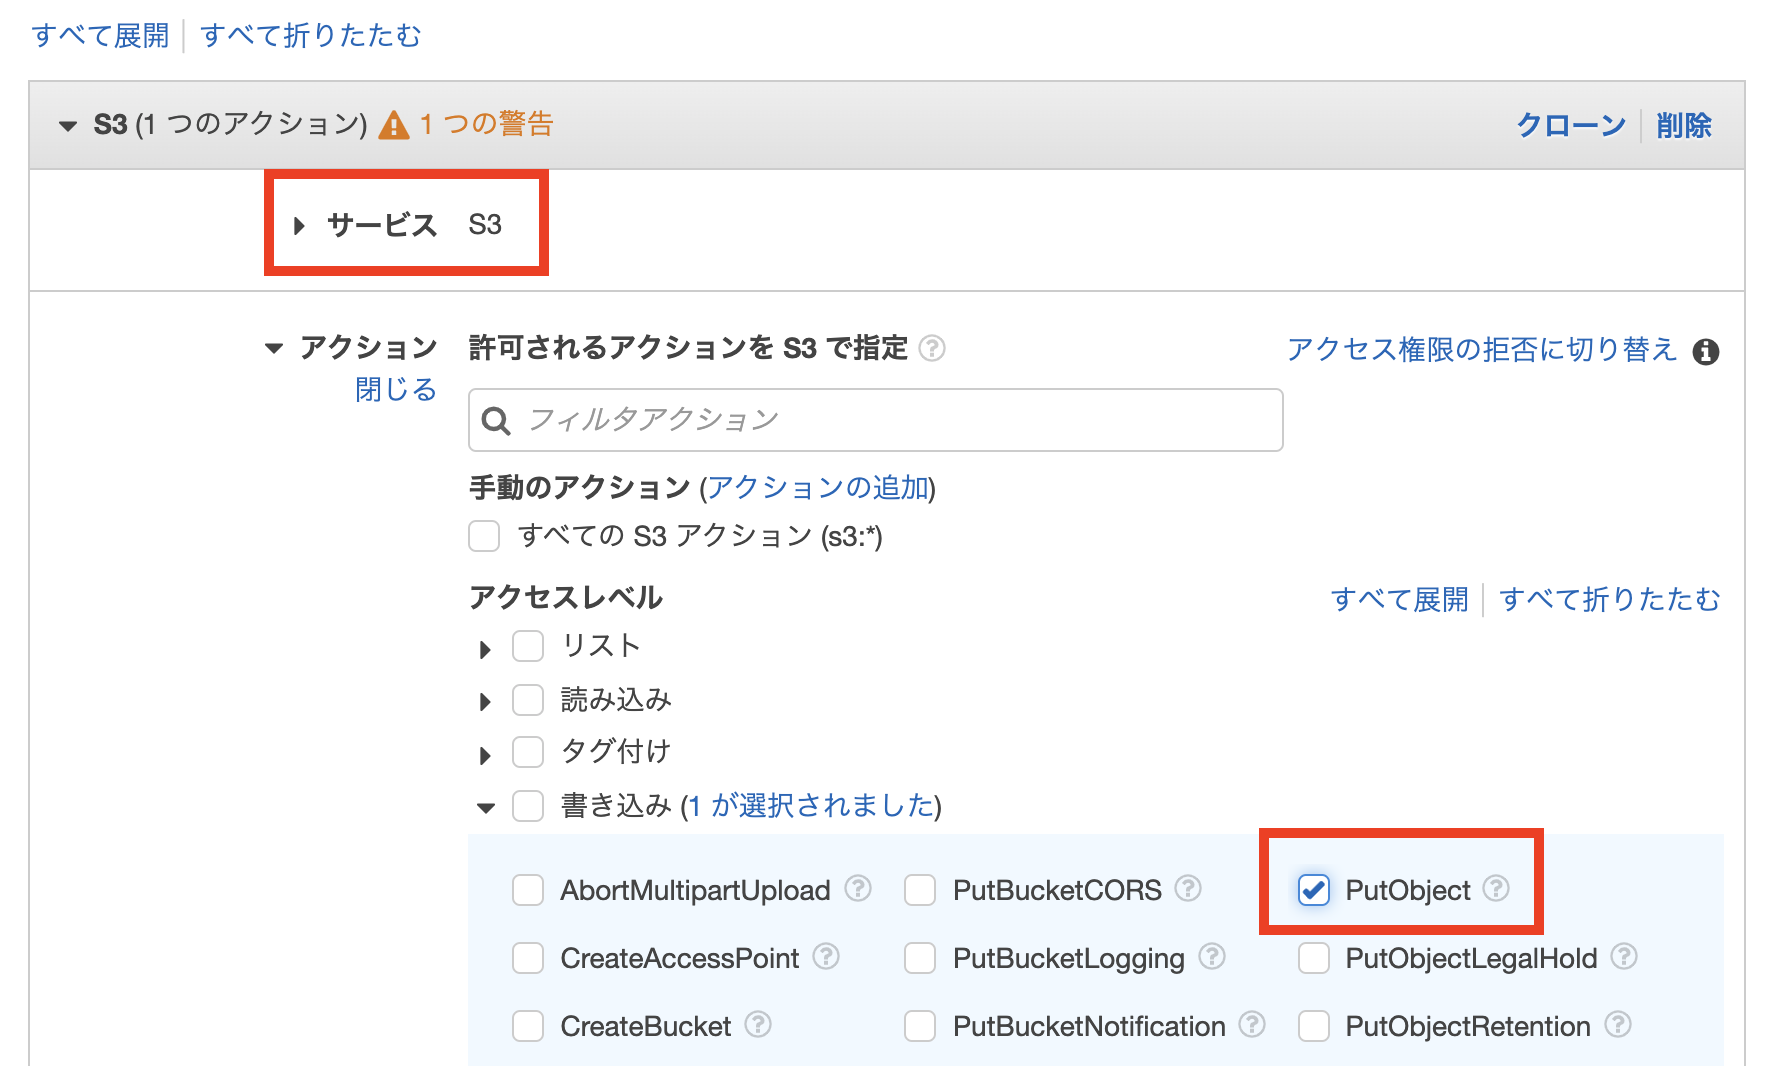 すべて展開 すべて折りたたむ
S3 (1 つのアクション) 1 つの警告 クローン 削除
サービス S3
アクション 許可されるアクションを S3 で指定 アクセス権限の拒否に切り替え
閉じる
フィルタアクション
手動のアクション (アクションの追加)
すべての S3 アクション (s3:*)
アクセスレベル すべて展開 すべて折りたたむ
リスト
読み込み
タグ付け
書き込み (1 が選択されました)
AbortMultipartUpload PutBucketCORS PutObject
CreateAccessPoint PutBucketLogging PutObjectLegalHold
CreateBucket PutBucketNotification PutObjectRetention